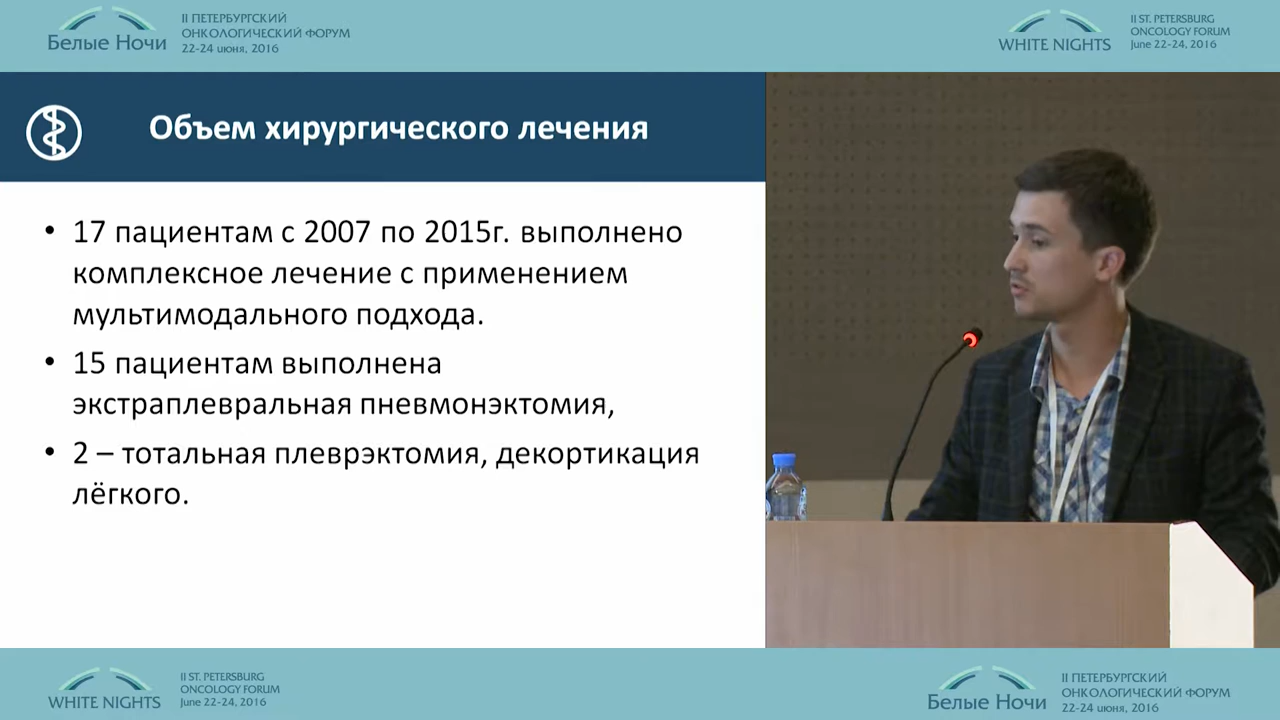 Белые Ночи
II ПЕТЕРБУРГСКИЙ
ОНКОЛОГИЧЕСКИЙ ФОРУМ
22-24 июня, 2016
WHITE NIGHTS
II ST. PETERSBURG
ONCOLOGY FORUM
June 22-24, 2016
Объем хирургического лечения
• 17 пациентам с 2007 по 2015г. выполнено
комплексное лечение с применением
мультимодального подхода.
• 15 пациентам выполнена
экстраплевральная пневмонэктомия,
• 2 – тотальная плеврэктомия, декортикация
лёгкого.
WHITE NIGHTS
II ST. PETERSBURG
ONCOLOGY FORUM
June 22-24, 2016
Белые Ночи
II ПЕТЕРБУРГСКИЙ
ОНКОЛОГИЧЕСКИЙ ФОРУМ
22-24 июня, 2016